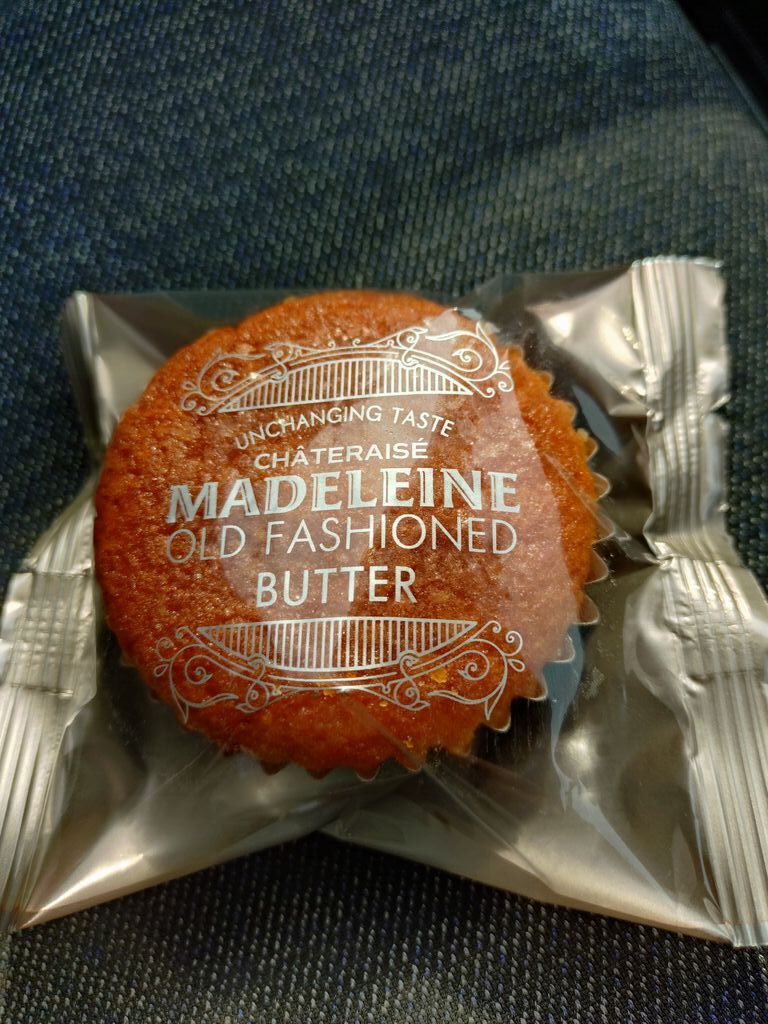 UNCHANGING TASTE
CHÂTERAISÉ
MADELEINE
OLD FASHIONED
BUTTER